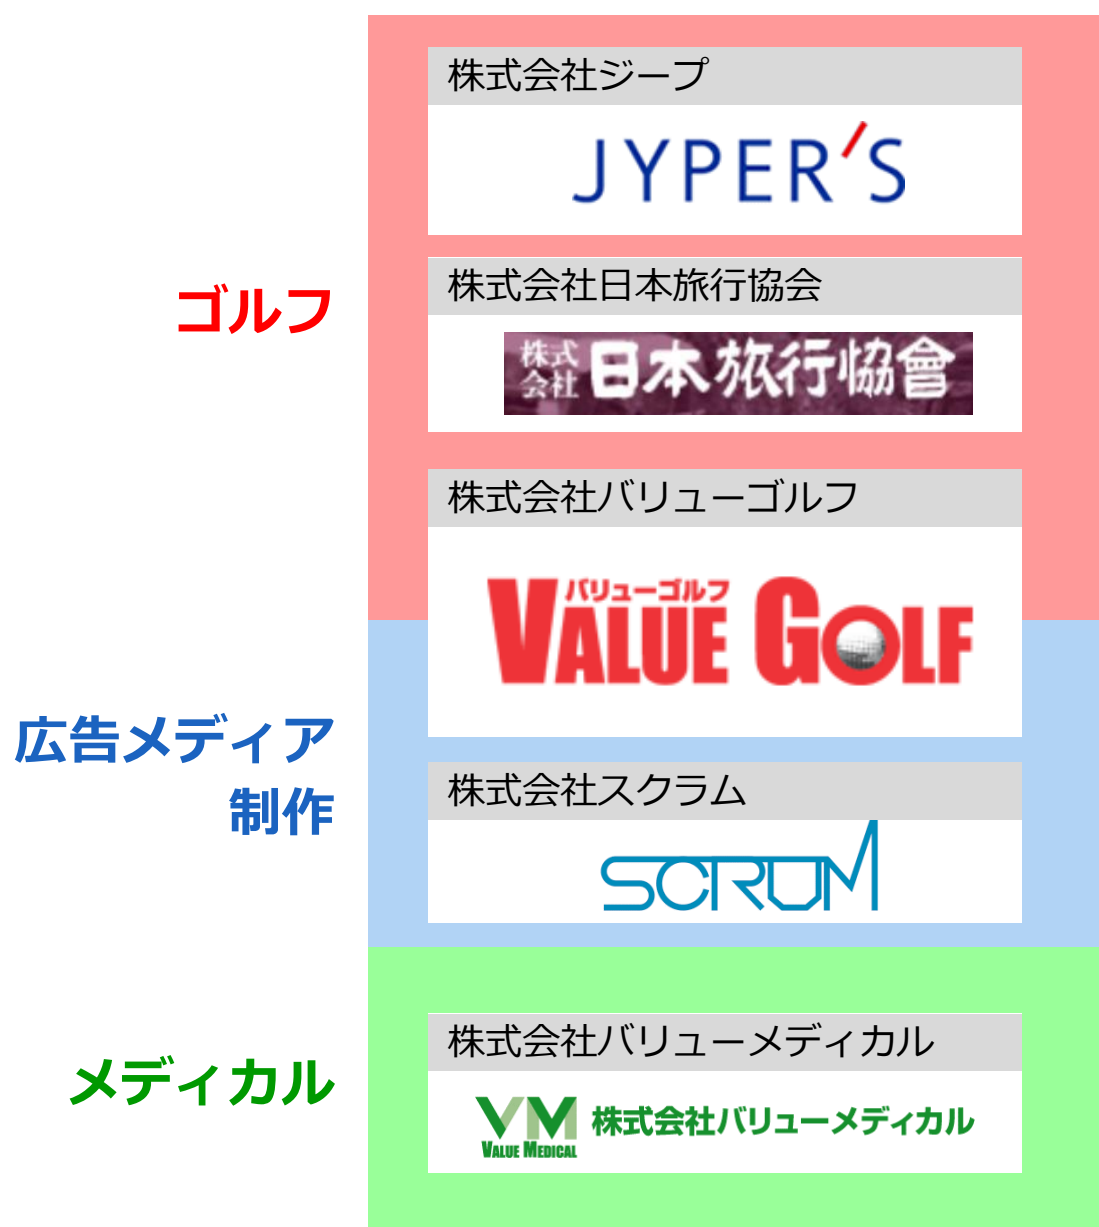 株式会社ジープ
JYPER'S
ゴルフ
株式会社日本旅行協会
株式
会社
日本旅行協會
株式会社バリューゴルフ
バリューゴルフ
VALUE GOLF
広告メディア
制作
株式会社スクラム
SCRUM
メディカル
株式会社バリューメディカル
VM
VALUE MEDICAL
株式会社バリューメディカル